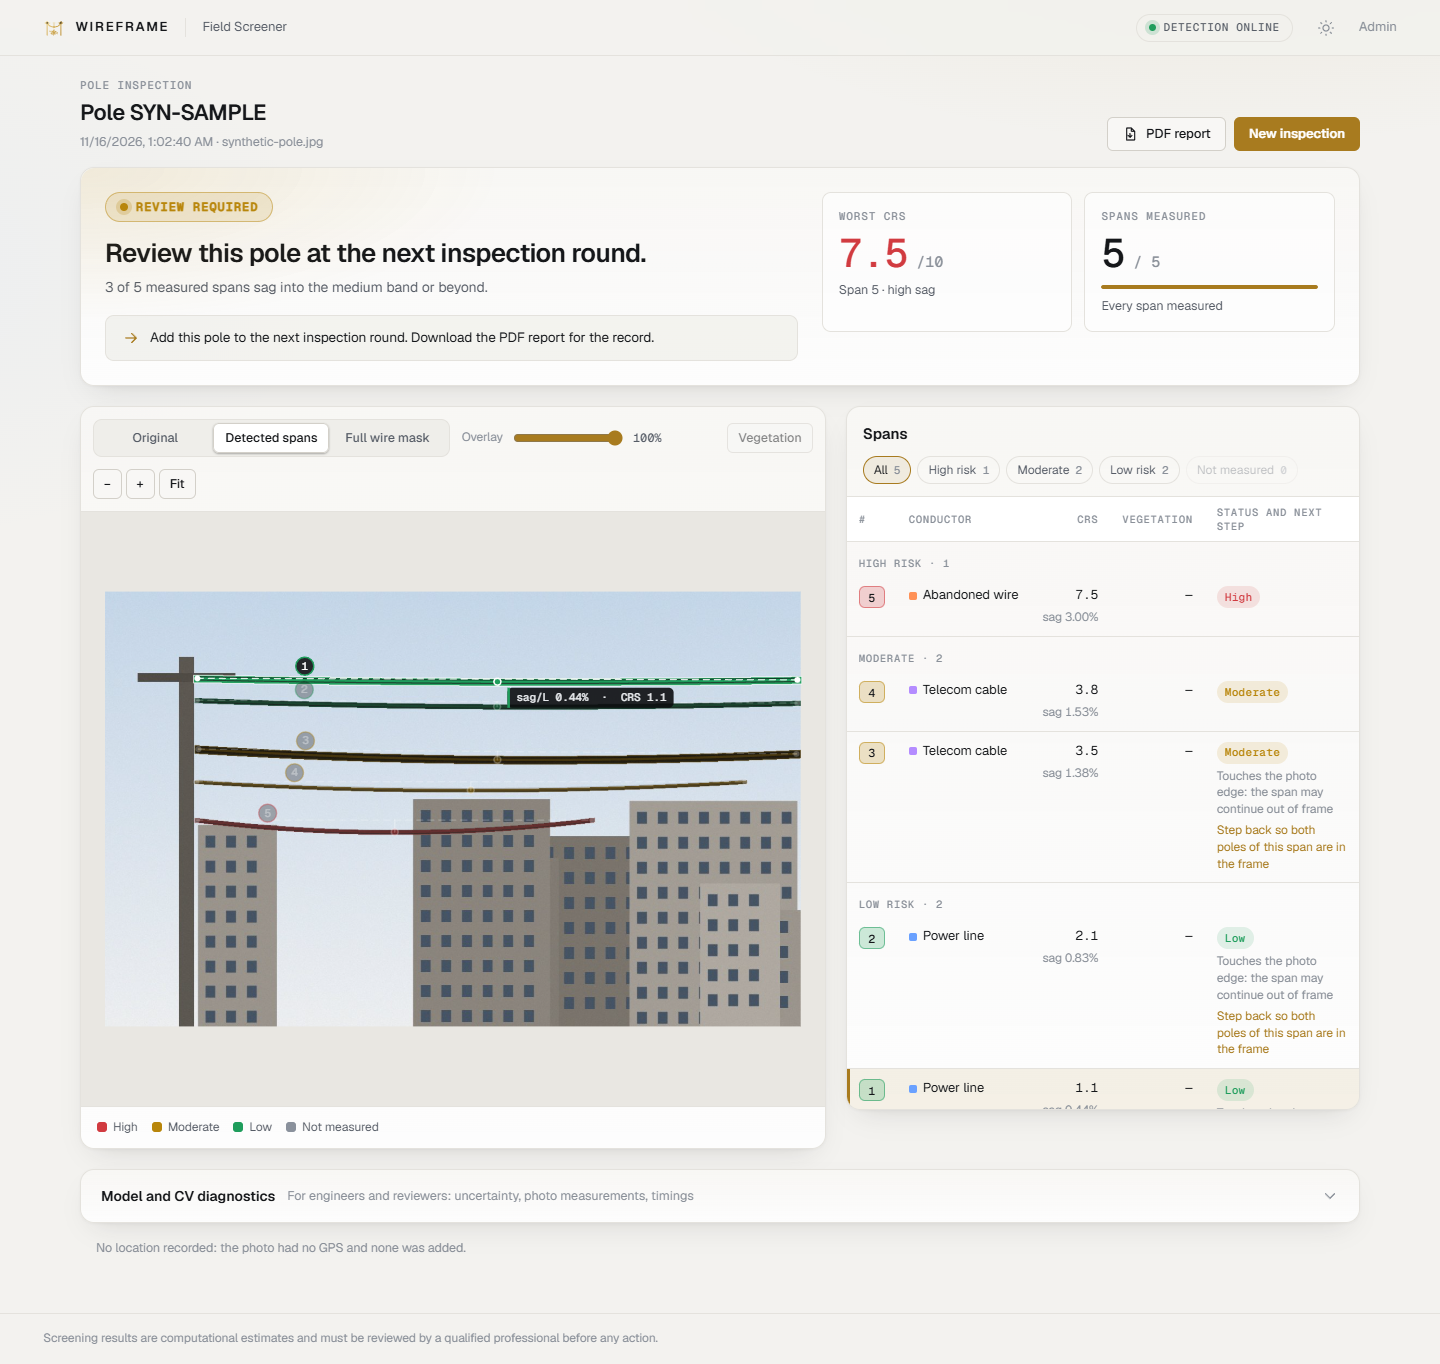 WIREFRAME
Field Screener
DETECTION ONLINE
Admin
POLE INSPECTION
Pole SYN-SAMPLE
11/16/2026, 1:02:40 AM · synthetic-pole.jpg
PDF report
New inspection
REVIEW REQUIRED
Review this pole at the next inspection round.
3 of 5 measured spans sag into the medium band or beyond.
Add this pole to the next inspection round. Download the PDF report for the record.
WORST CRS
7.5 /10
Span 5 · high sag
SPANS MEASURED
5 / 5
Every span measured
Original
Detected spans
Full wire mask
Overlay
100%
Vegetation
−
+
Fit
1
2
sag/L 0.44% · CRS 1.1
3
4
5
High
Moderate
Low
Not measured
Spans
All 5
High risk 1
Moderate 2
Low risk 2
Not measured 0
# CONDUCTOR CRS VEGETATION STATUS AND NEXT
STEP
HIGH RISK · 1
5 Abandoned wire 7.5 – High
sag 3.00%
MODERATE · 2
4 Telecom cable 3.8 – Moderate
sag 1.53%
3 Telecom cable 3.5 – Moderate
sag 1.38%
Touches the photo
edge: the span may
continue out of frame
Step back so both
poles of this span are in
the frame
LOW RISK · 2
2 Power line 2.1 – Low
sag 0.83%
Touches the photo
edge: the span may
continue out of frame
Step back so both
poles of this span are in
the frame
1 Power line 1.1 – Low
Model and CV diagnostics
For engineers and reviewers: uncertainty, photo measurements, timings
No location recorded: the photo had no GPS and none was added.
Screening results are computational estimates and must be reviewed by a qualified professional before any action.